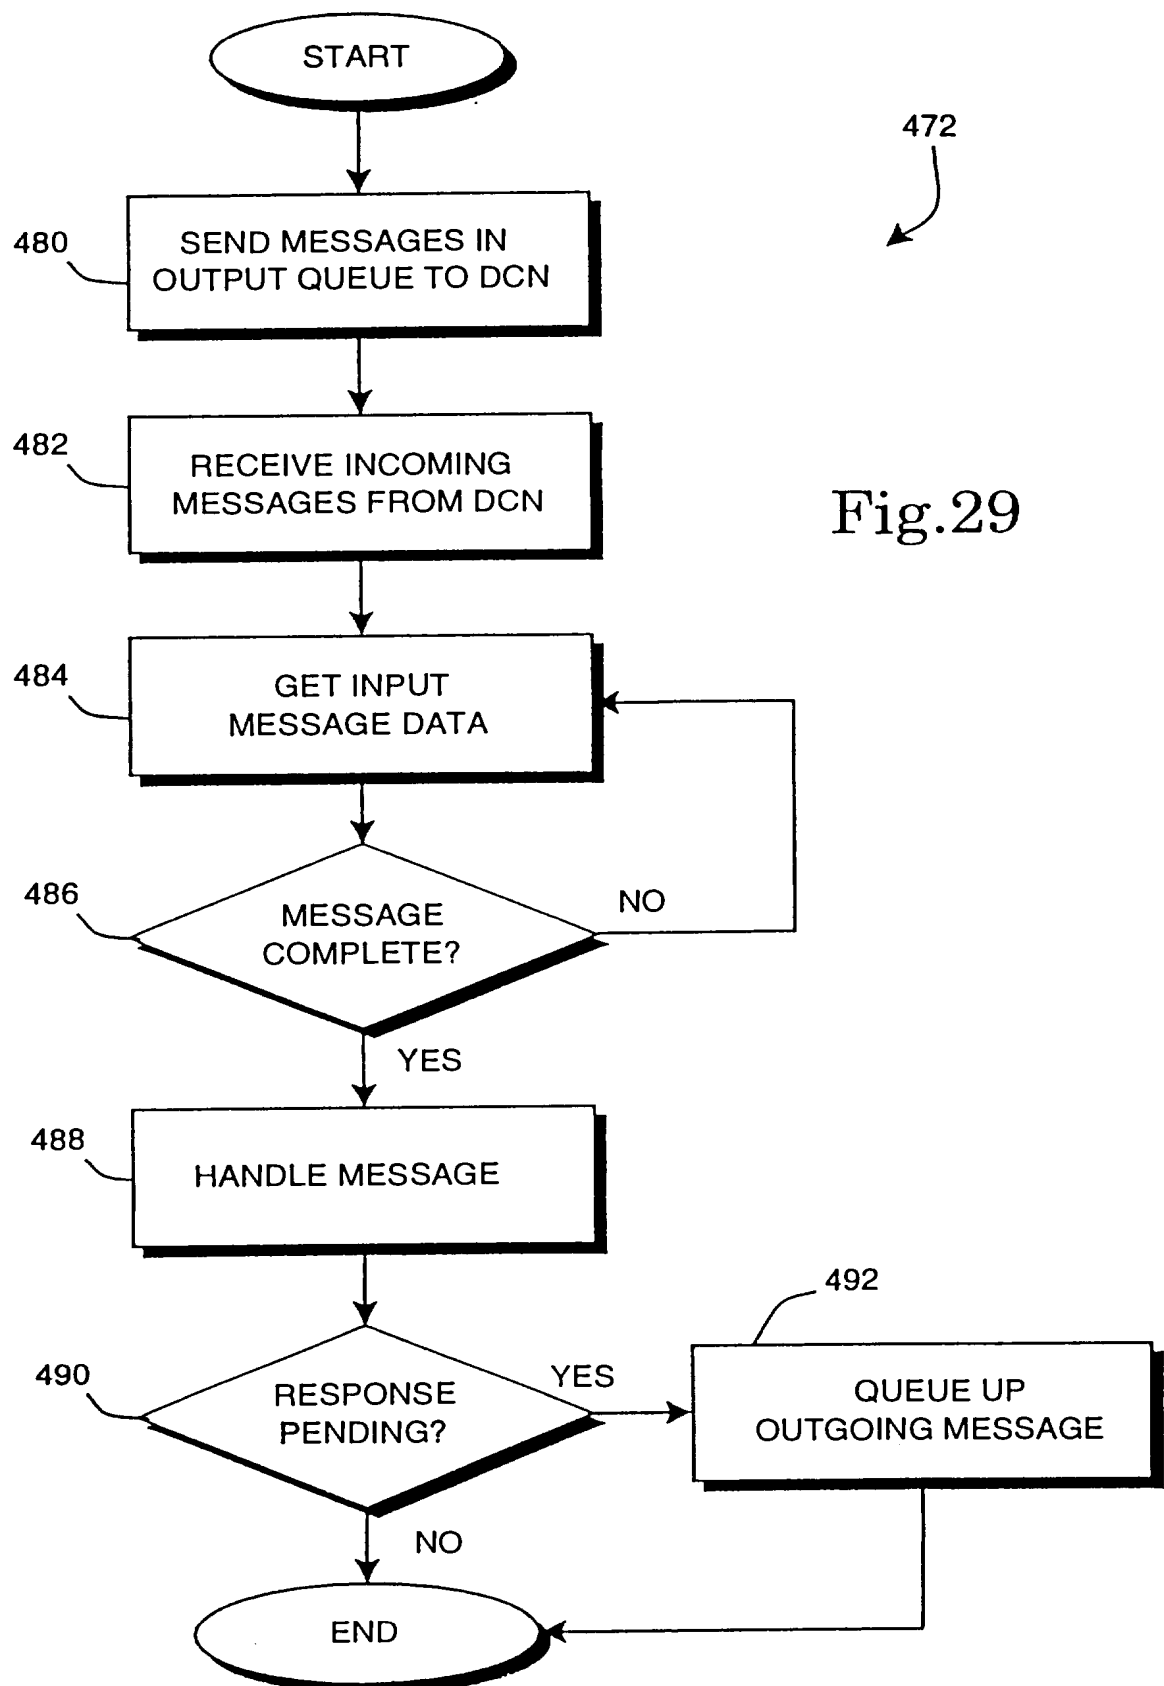 START
472
480
SEND MESSAGES IN
OUTPUT QUEUE TO DCN
482
RECEIVE INCOMING
MESSAGES FROM DCN
Fig.29
484
GET INPUT
MESSAGE DATA
486
MESSAGE
COMPLETE?
NO
YES
488
HANDLE MESSAGE
490
RESPONSE
PENDING?
YES
492
QUEUE UP
OUTGOING MESSAGE
NO
END